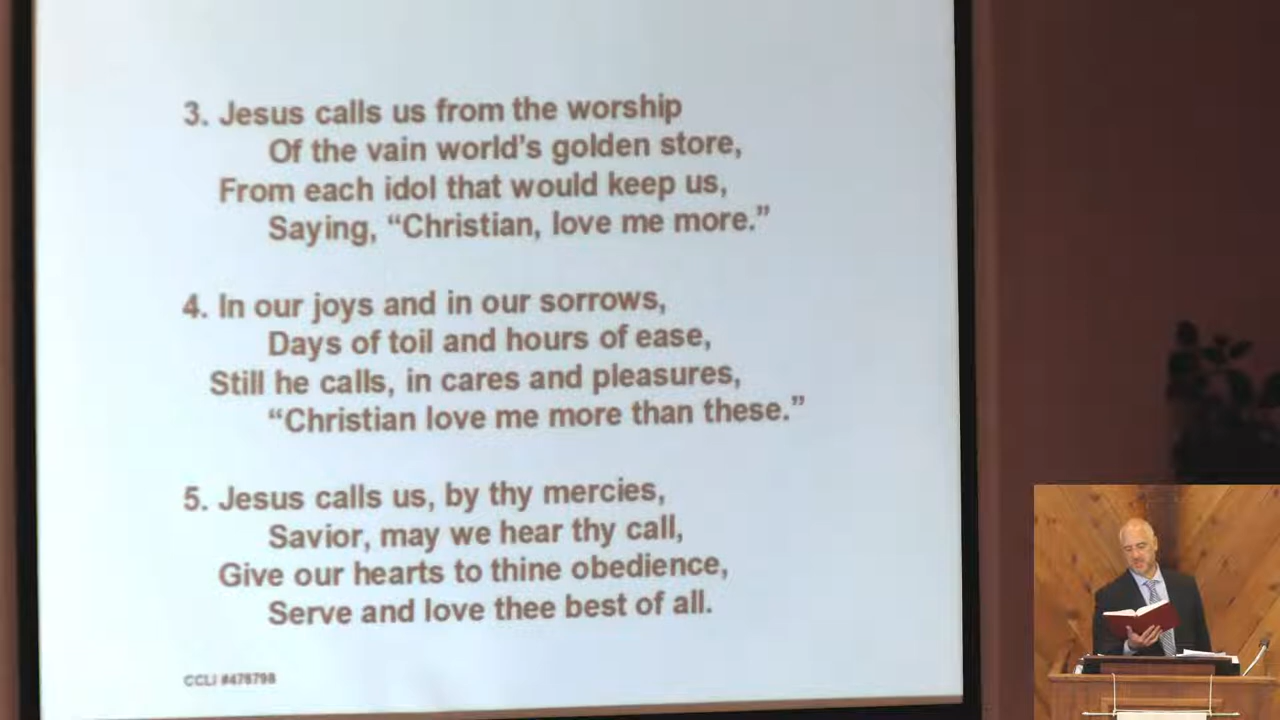 3. Jesus calls us from the worship
Of the vain world's golden store,
From each idol that would keep us,
Saying, “Christian, love me more.”
4. In our joys and in our sorrows,
Days of toil and hours of ease,
Still he calls, in cares and pleasures,
“Christian love me more than these.”
5. Jesus calls us, by thy mercies,
Savior, may we hear thy call,
Give our hearts to thine obedience,
Serve and love thee best of all.
CCLI #478798